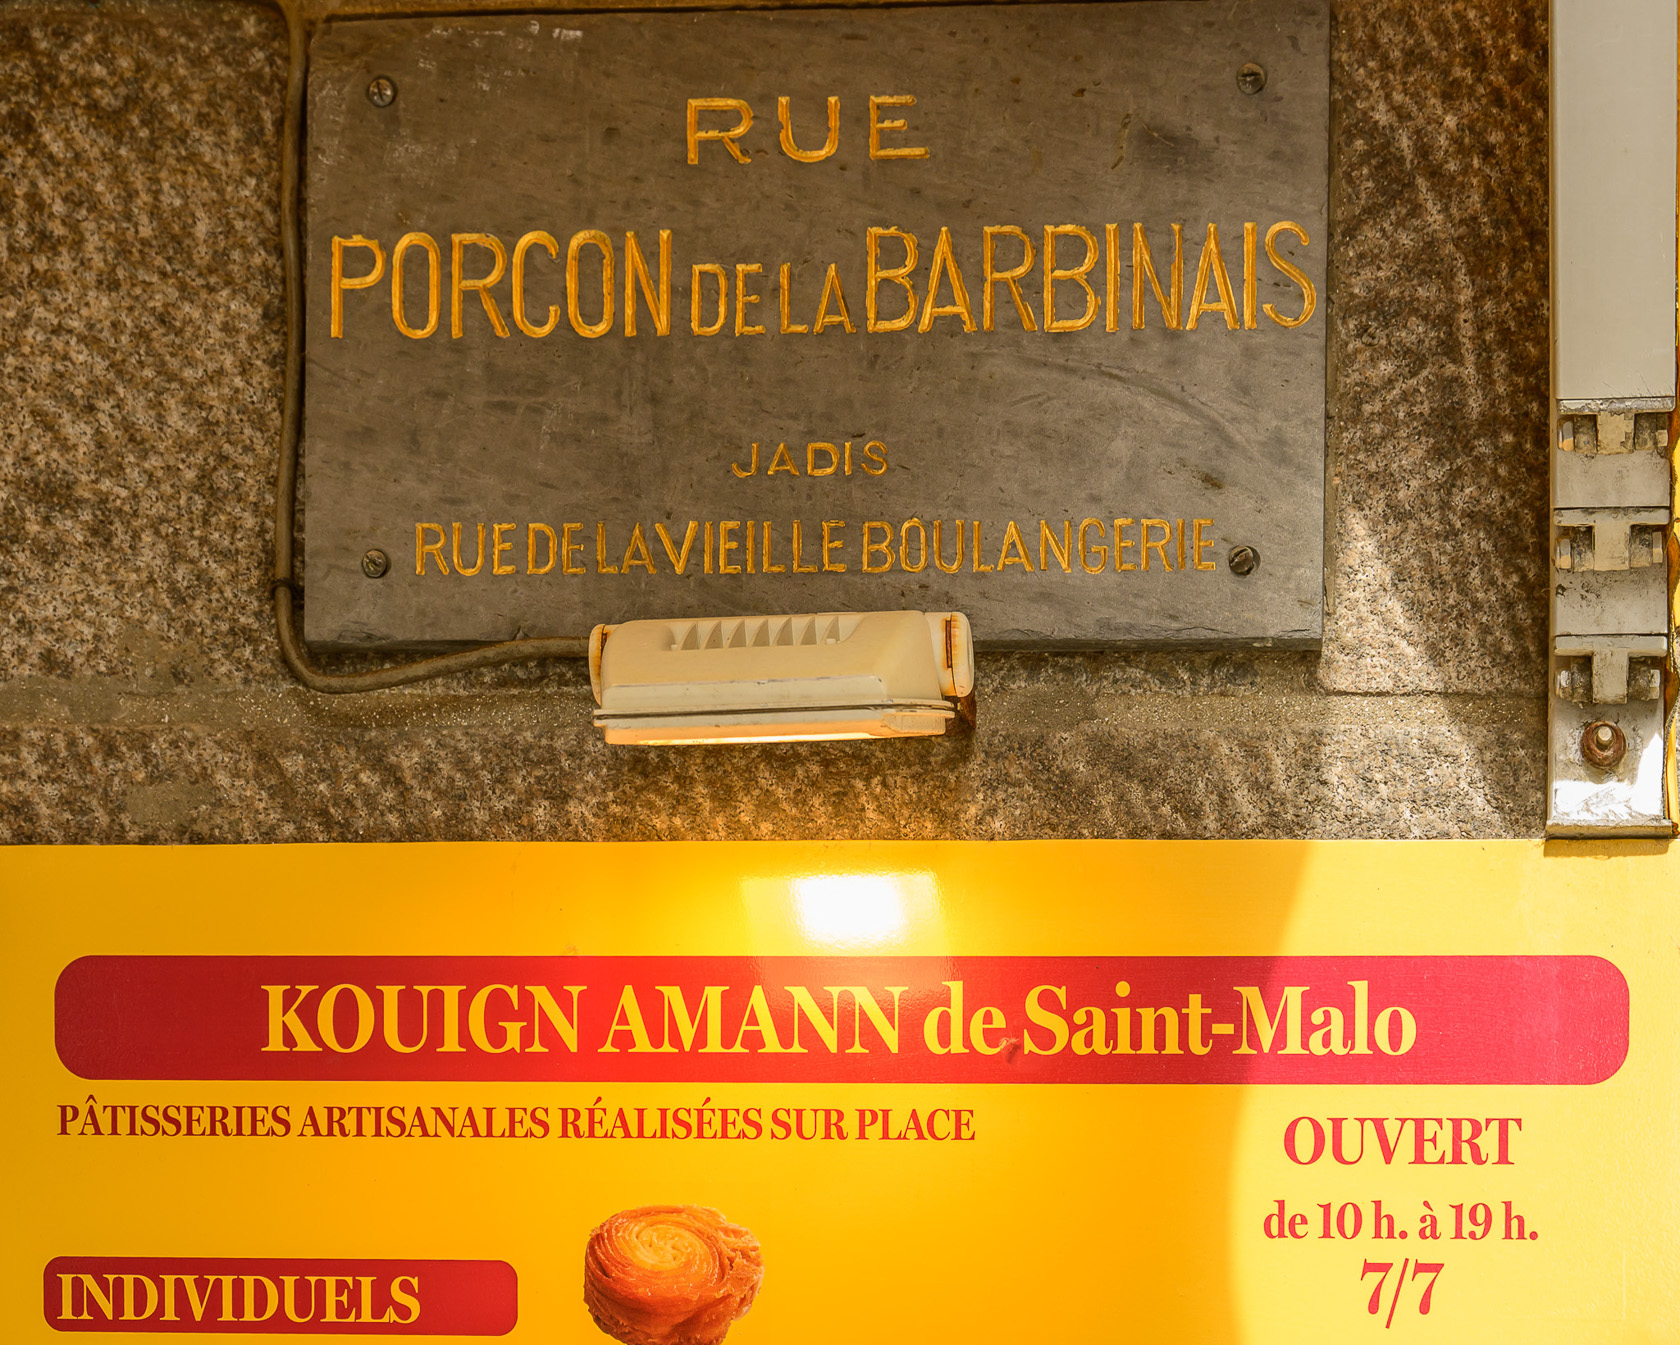 RUE
PORCON DE LA BARBINAIS
JADIS
RUE DE LA VIEILLE BOULANGERIE
KOUIGN AMANN de Saint-Malo
PÂTISSERIES ARTISANALES RÉALISÉES SUR PLACE
OUVERT
de 10 h. à 19 h.
7/7
INDIVIDUELS